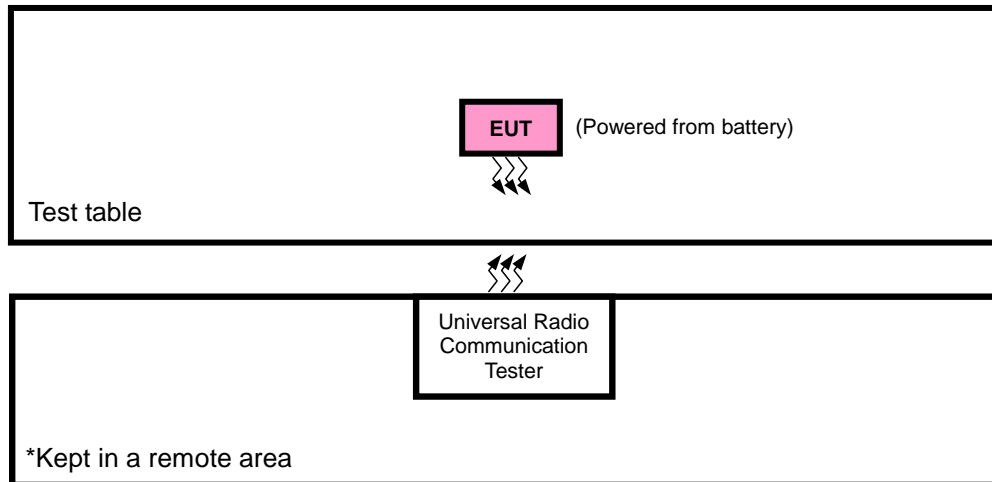 EUT
(Powered from battery)
Test table
Universal Radio
Communication
Tester
*Kept in a remote area